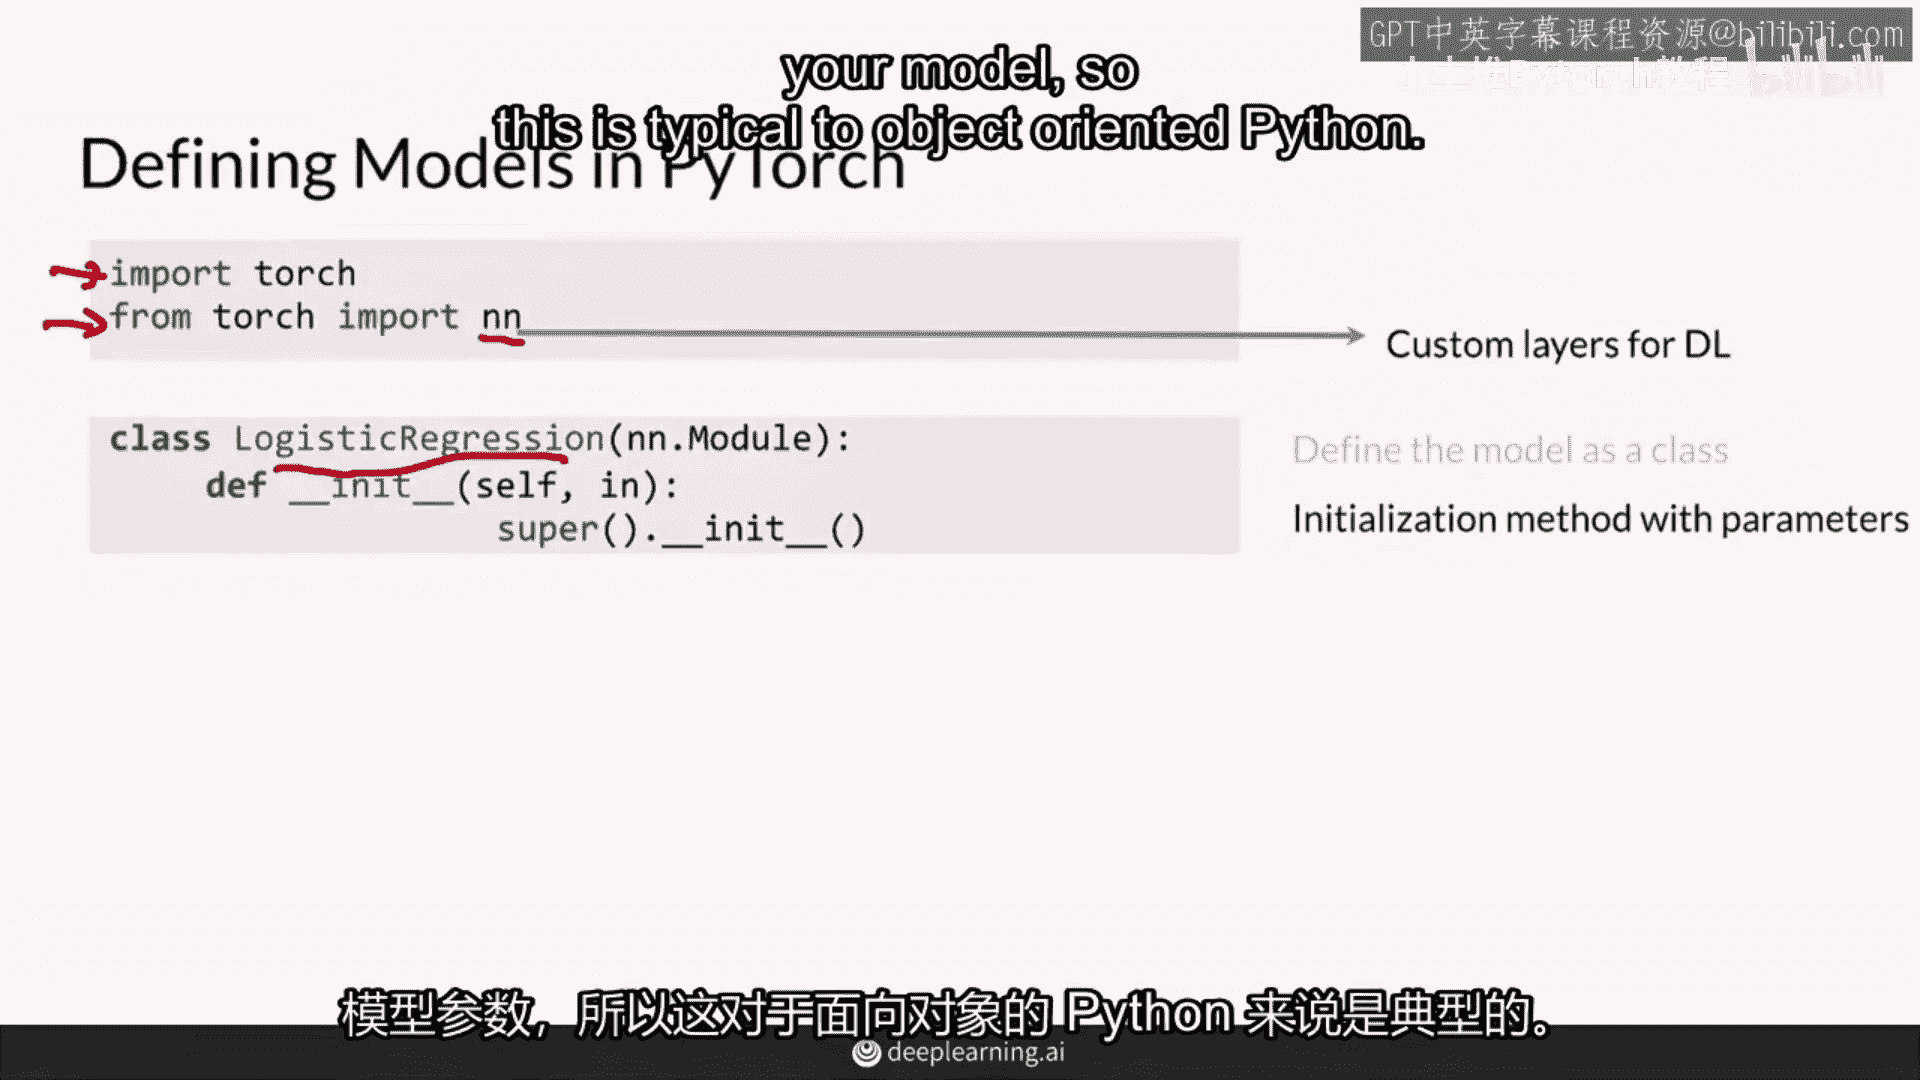 GPT中英字幕课程资源@bilibili.com
your model, so
this is typical to object oriented Python.
Defining Models in PyTorch
import torch
from torch import nn
Custom layers for DL
class LogisticRegression(nn.Module):
def __init__(self, in):
super().__init__()
Define the model as a class
Initialization method with parameters
模型参数，所以这对于面向对象的 Python 来说是典型的。
deeplearning.ai